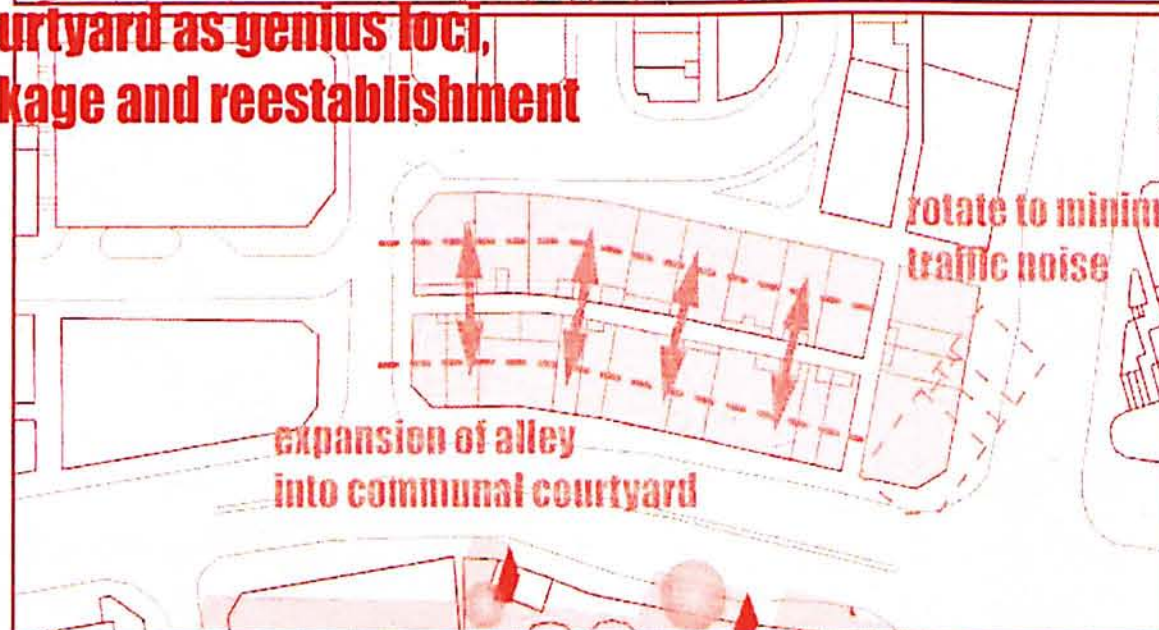 urtyard as genius loci,
kage and reestablishment
rotate to minim
traffic noise
expansion of alley
into communal courtyard